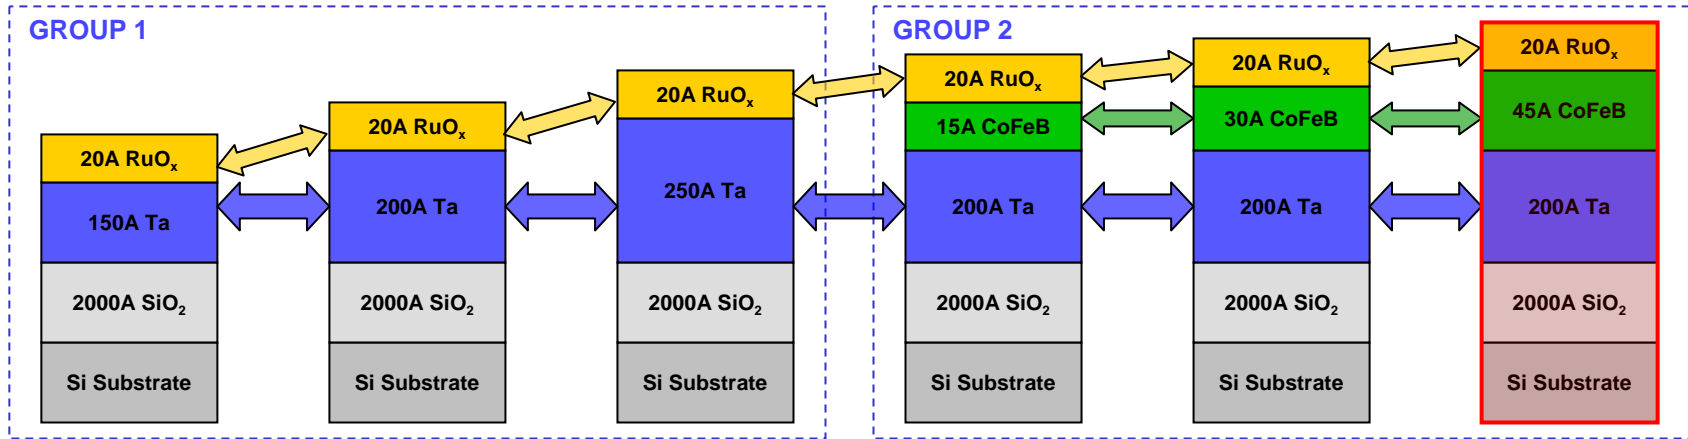 GROUP 1
20A RuOx
150A Ta
2000A SiO2
Si Substrate
20A RuOx
200A Ta
2000A SiO2
Si Substrate
20A RuOx
250A Ta
2000A SiO2
Si Substrate
GROUP 2
20A RuOx
15A CoFeB
200A Ta
2000A SiO2
Si Substrate
20A RuOx
30A CoFeB
200A Ta
2000A SiO2
Si Substrate
20A RuOx
45A CoFeB
200A Ta
2000A SiO2
Si Substrate